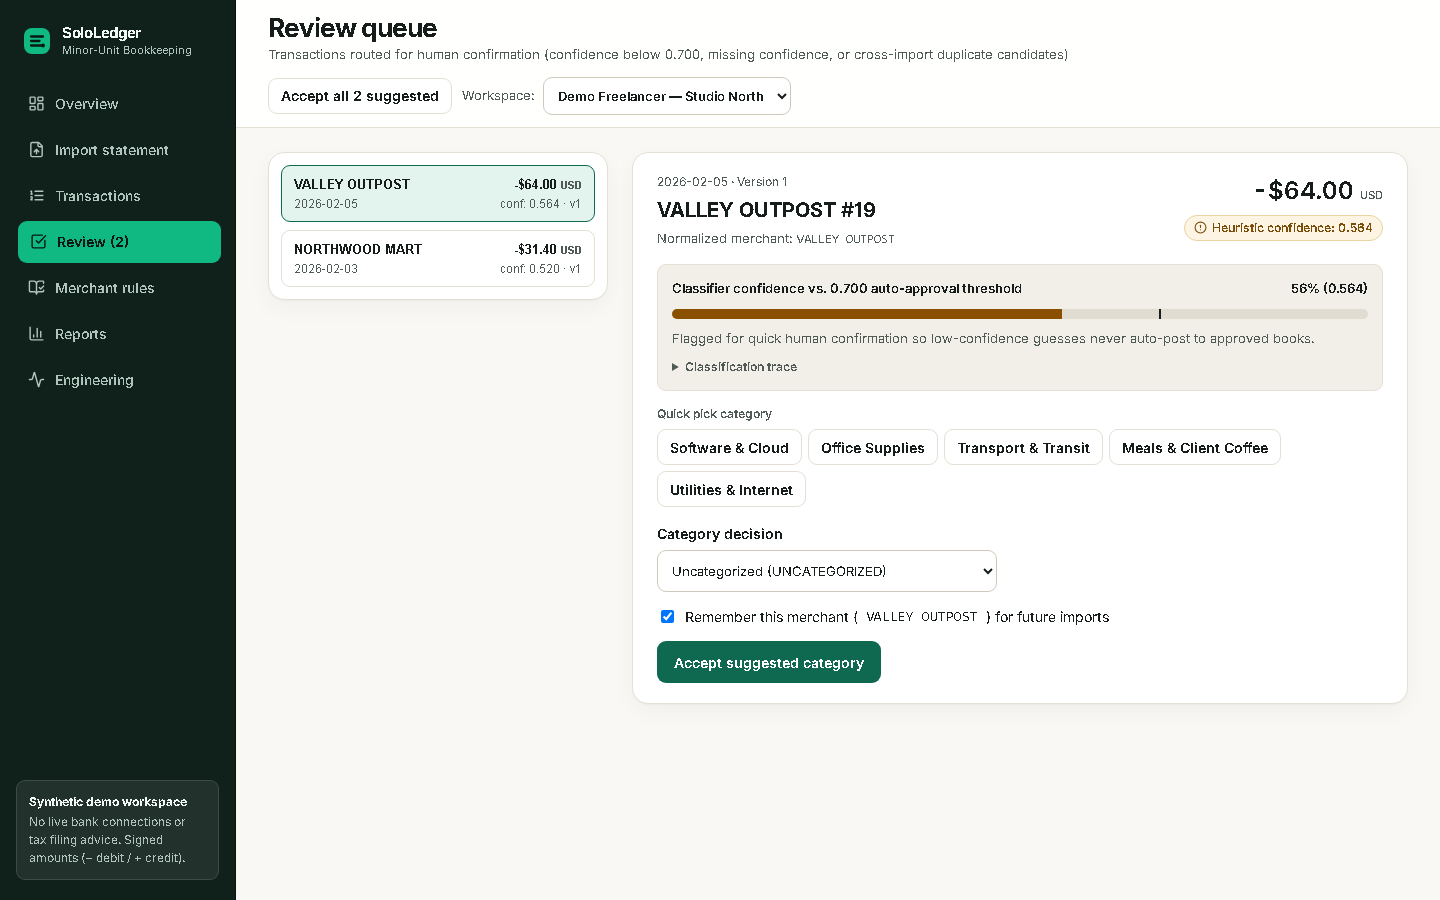 SoloLedger
Minor-Unit Bookkeeping
Overview
Import statement
Transactions
Review (2)
Merchant rules
Reports
Engineering
Synthetic demo workspace
No live bank connections or
tax filing advice. Signed
amounts (− debit / + credit).
Review queue
Transactions routed for human confirmation (confidence below 0.700, missing confidence, or cross-import duplicate candidates)
Accept all 2 suggested
Workspace:
Demo Freelancer — Studio North
VALLEY OUTPOST -$64.00 USD
2026-02-05 conf: 0.564 · v1
NORTHWOOD MART -$31.40 USD
2026-02-03 conf: 0.520 · v1
2026-02-05 · Version 1
VALLEY OUTPOST #19
Normalized merchant: VALLEY OUTPOST
-$64.00 USD
Heuristic confidence: 0.564
Classifier confidence vs. 0.700 auto-approval threshold 56% (0.564)
Flagged for quick human confirmation so low-confidence guesses never auto-post to approved books.
Classification trace
Quick pick category
Software & Cloud
Office Supplies
Transport & Transit
Meals & Client Coffee
Utilities & Internet
Category decision
Uncategorized (UNCATEGORIZED)
Remember this merchant ( VALLEY OUTPOST ) for future imports
Accept suggested category